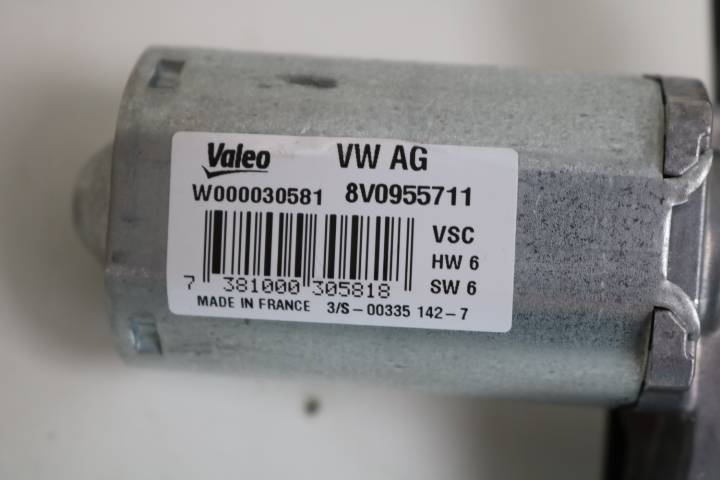 Valeo VW AG
W000030581 8V0955711
VSC
HW 6
SW 6
7 381000 305818
MADE IN FRANCE 3/S-00335 142-7